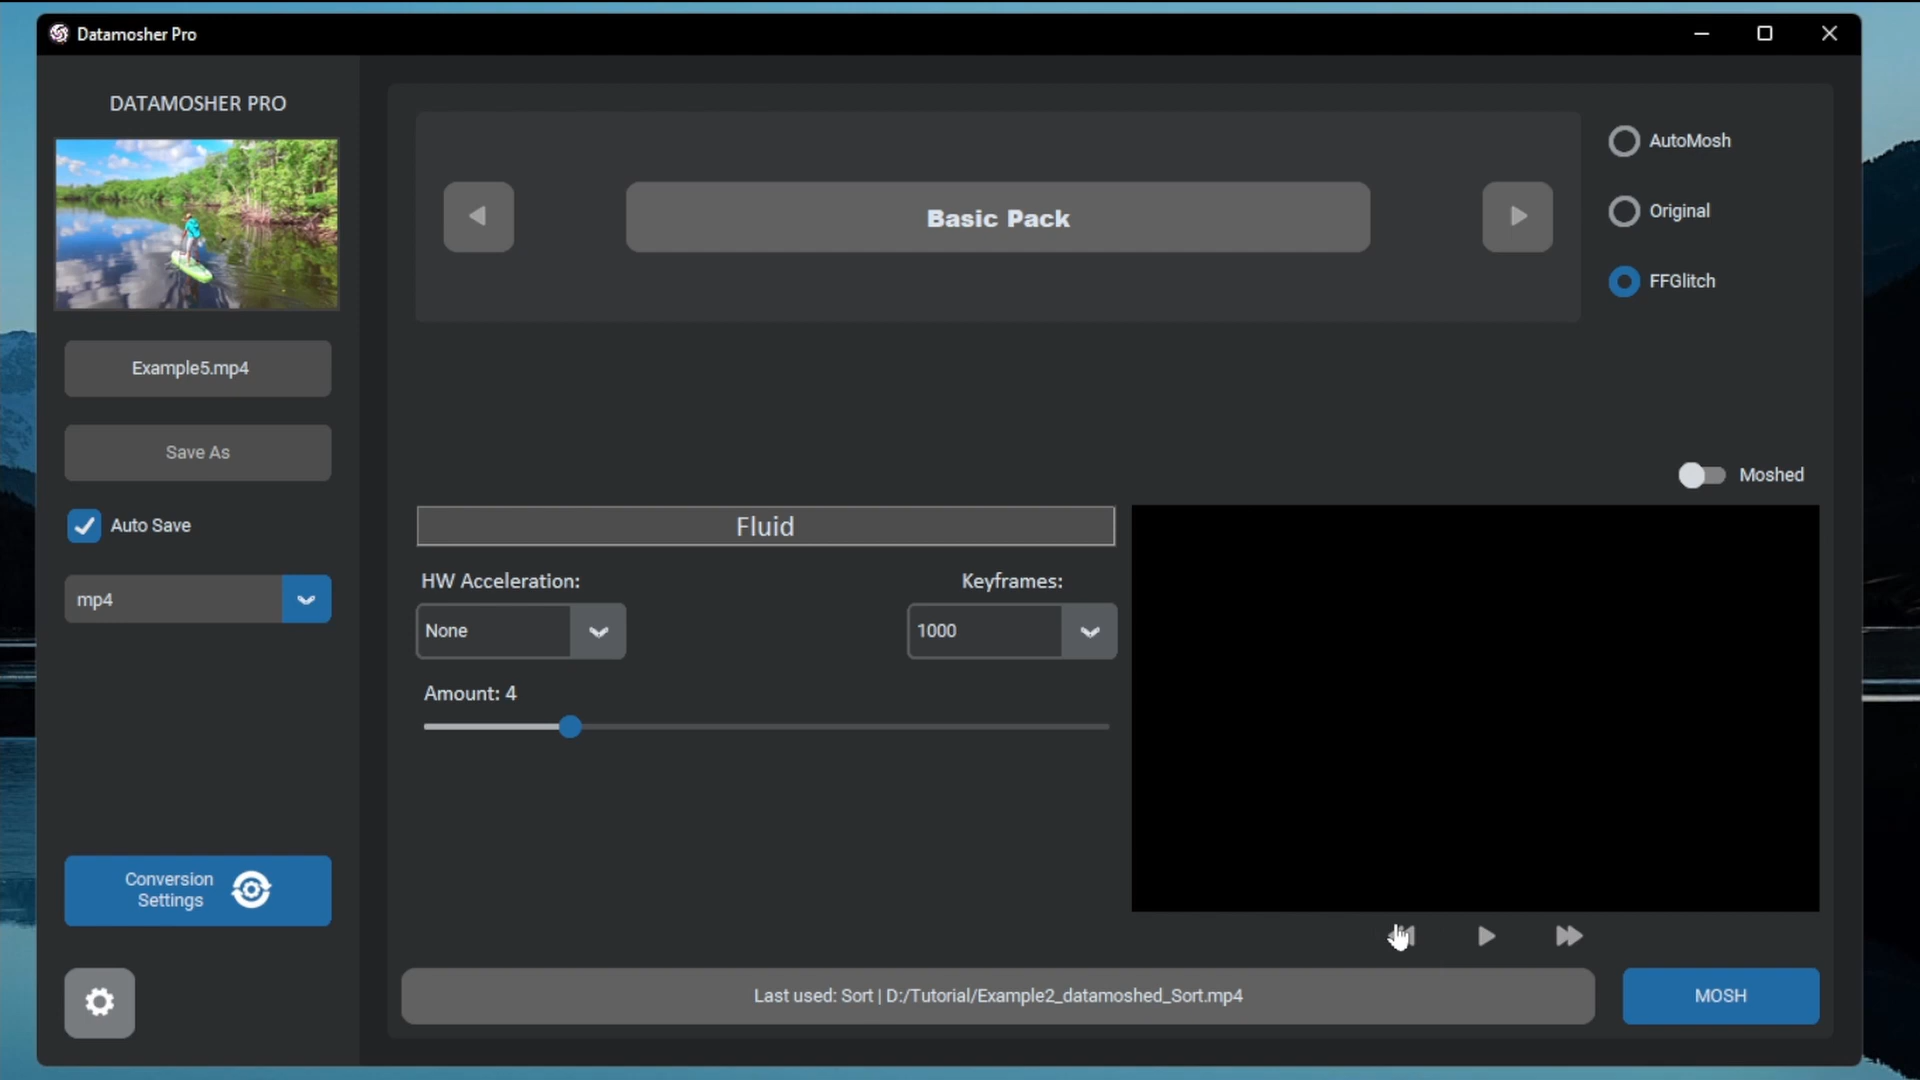 Datamosher Pro
DATAMOSHER PRO
Example5.mp4
Save As
Auto Save
mp4
Conversion
Settings
Basic Pack
AutoMosh
Original
FFGlitch
Moshed
Fluid
HW Acceleration:
Keyframes:
None
1000
Amount: 4
Last used: Sort | D:/Tutorial/Example2_datamoshed_Sort.mp4
MOSH